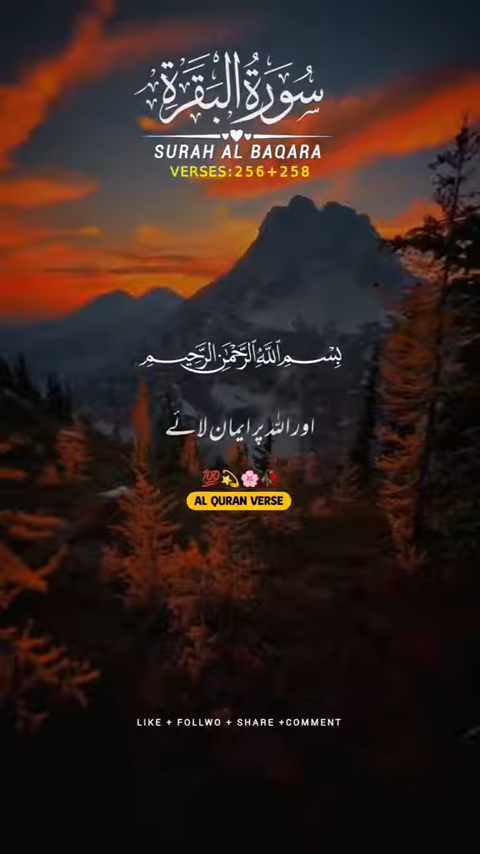 سُورَةُ البَقَرَةِ
SURAH AL BAQARA
VERSES:256+258
بِسْمِ اللَّهِ الرَّحْمَٰنِ الرَّحِيمِ
اور اللہ پر ایمان لائے
💯💫🌸🥀
AL QURAN VERSE
LIKE + FOLLWO + SHARE +COMMENT